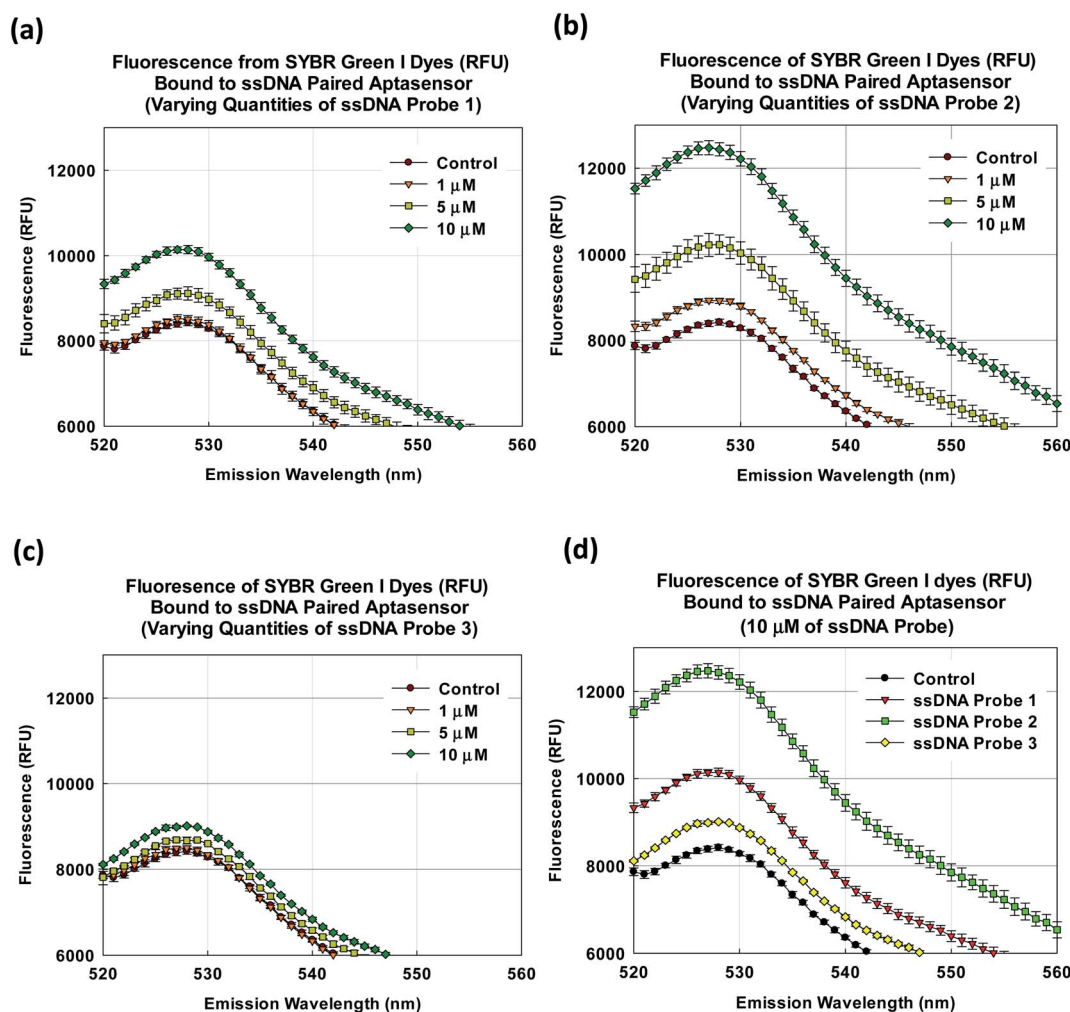 (a)
Fluorescence from SYBR Green I Dyes (RFU)
Bound to ssDNA Paired Aptasensor
(Varying Quantities of ssDNA Probe 1)
Control
1 μM
5 μM
10 μM
12000
10000
8000
6000
Fluorescence (RFU)
520 530 540 550 560
Emission Wavelength (nm)
(b)
Fluorescence of SYBR Green I Dyes (RFU)
Bound to ssDNA Paired Aptasensor
(Varying Quantities of ssDNA Probe 2)
Control
1 μM
5 μM
10 μM
12000
10000
8000
6000
Fluorescence (RFU)
520 530 540 550 560
Emission Wavelength (nm)
(c)
Fluoresence of SYBR Green I Dyes (RFU)
Bound to ssDNA Paired Aptasensor
(Varying Quantities of ssDNA Probe 3)
Control
1 μM
5 μM
10 μM
12000
10000
8000
6000
Fluorescence (RFU)
520 530 540 550 560
Emission Wavelength (nm)
(d)
Fluorescence of SYBR Green I dyes (RFU)
Bound to ssDNA Paired Aptasensor
(10 μM of ssDNA Probe)
Control
ssDNA Probe 1
ssDNA Probe 2
ssDNA Probe 3
12000
10000
8000
6000
Fluorescence (RFU)
520 530 540 550 560
Emission Wavelength (nm)